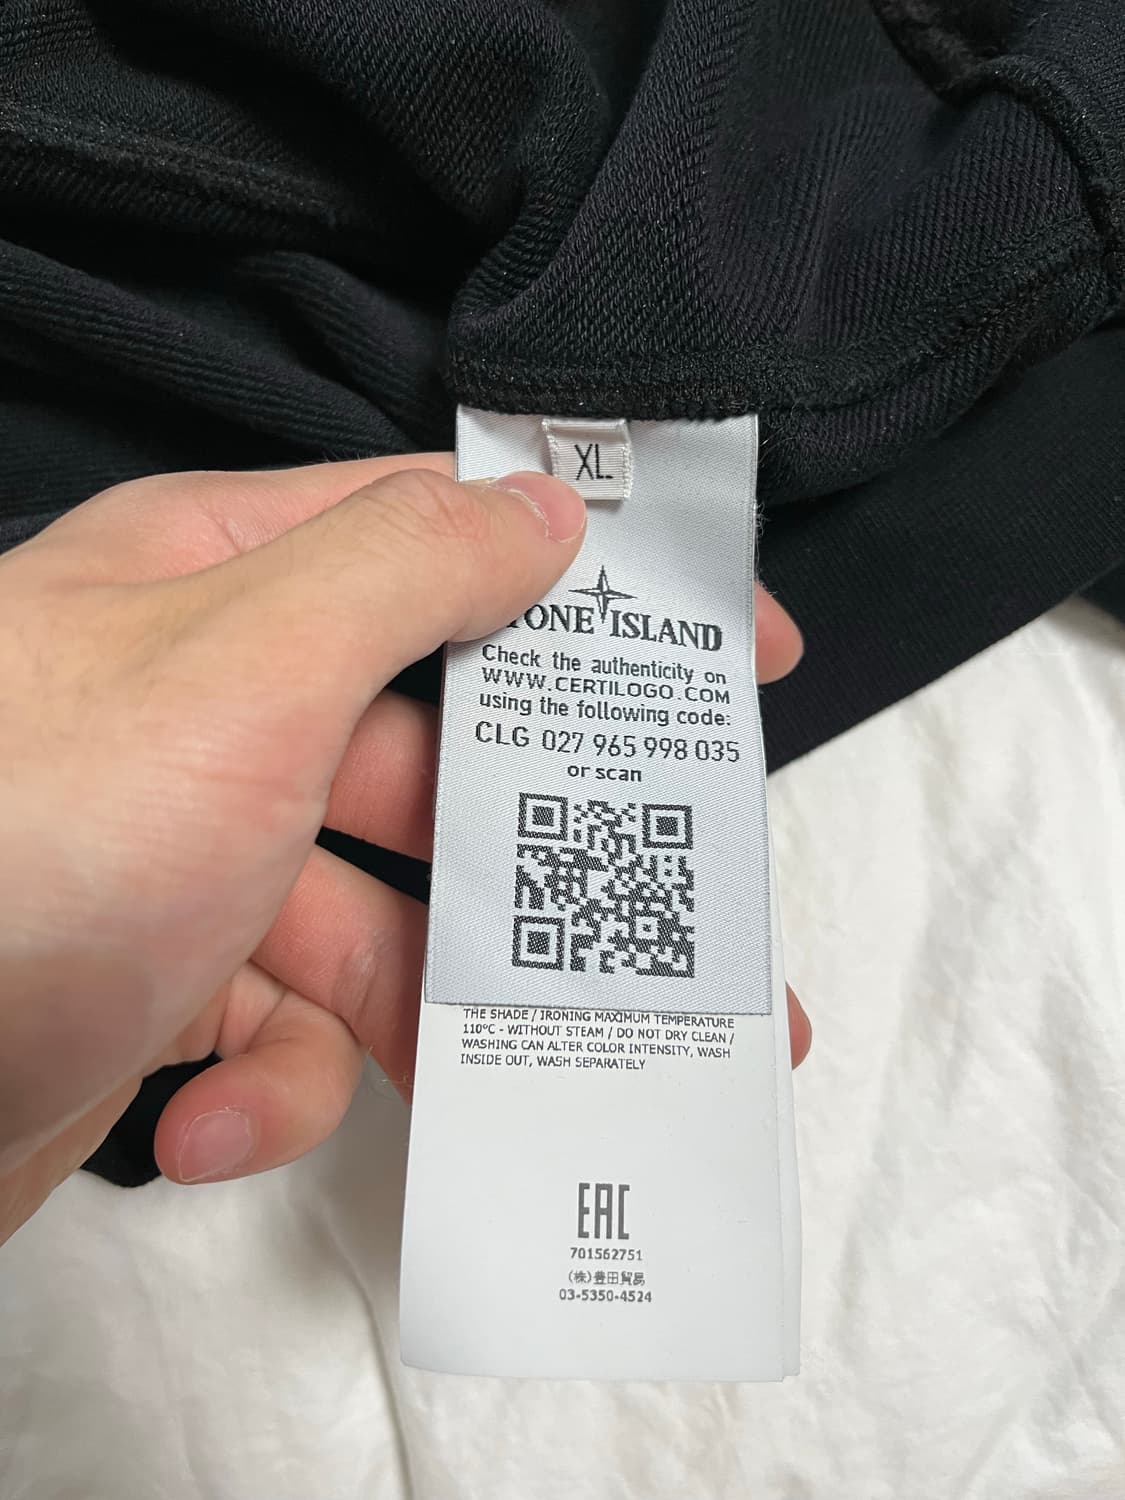 XL
TONE ISLAND
Check the authenticity on
WWW.CERTILOGO.COM
using the following code:
CLG 027 965 998 035
or scan
THE SHADE / IRONING MAXIMUM TEMPERATURE
110°C - WITHOUT STEAM / DO NOT DRY CLEAN /
WASHING CAN ALTER COLOR INTENSITY, WASH
INSIDE OUT, WASH SEPARATELY
EAC
701562751
(株)豊田貿易
03-5350-4524